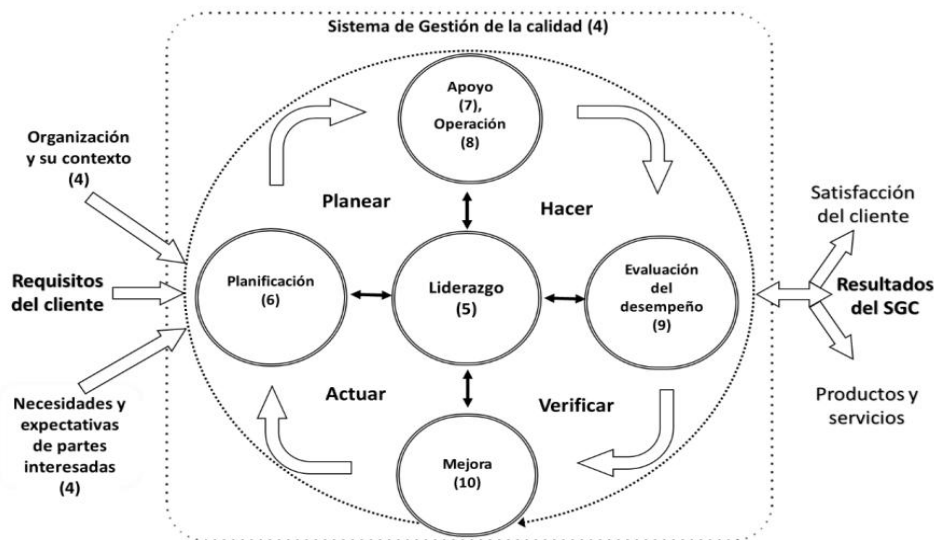 Sistema de Gestión de la calidad (4)
Apoyo
(7),
Operación
(8)
Organización
y su contexto
(4)
Planear
Hacer
Satisfacción
del cliente
Requisitos
del cliente
Planificación
(6)
Liderazgo
(5)
Evaluación
del
desempeño
(9)
Resultados
del SGC
Actuar
Verificar
Necesidades y
expectativas
de partes
interesadas
(4)
Productos y
servicios
Mejora
(10)